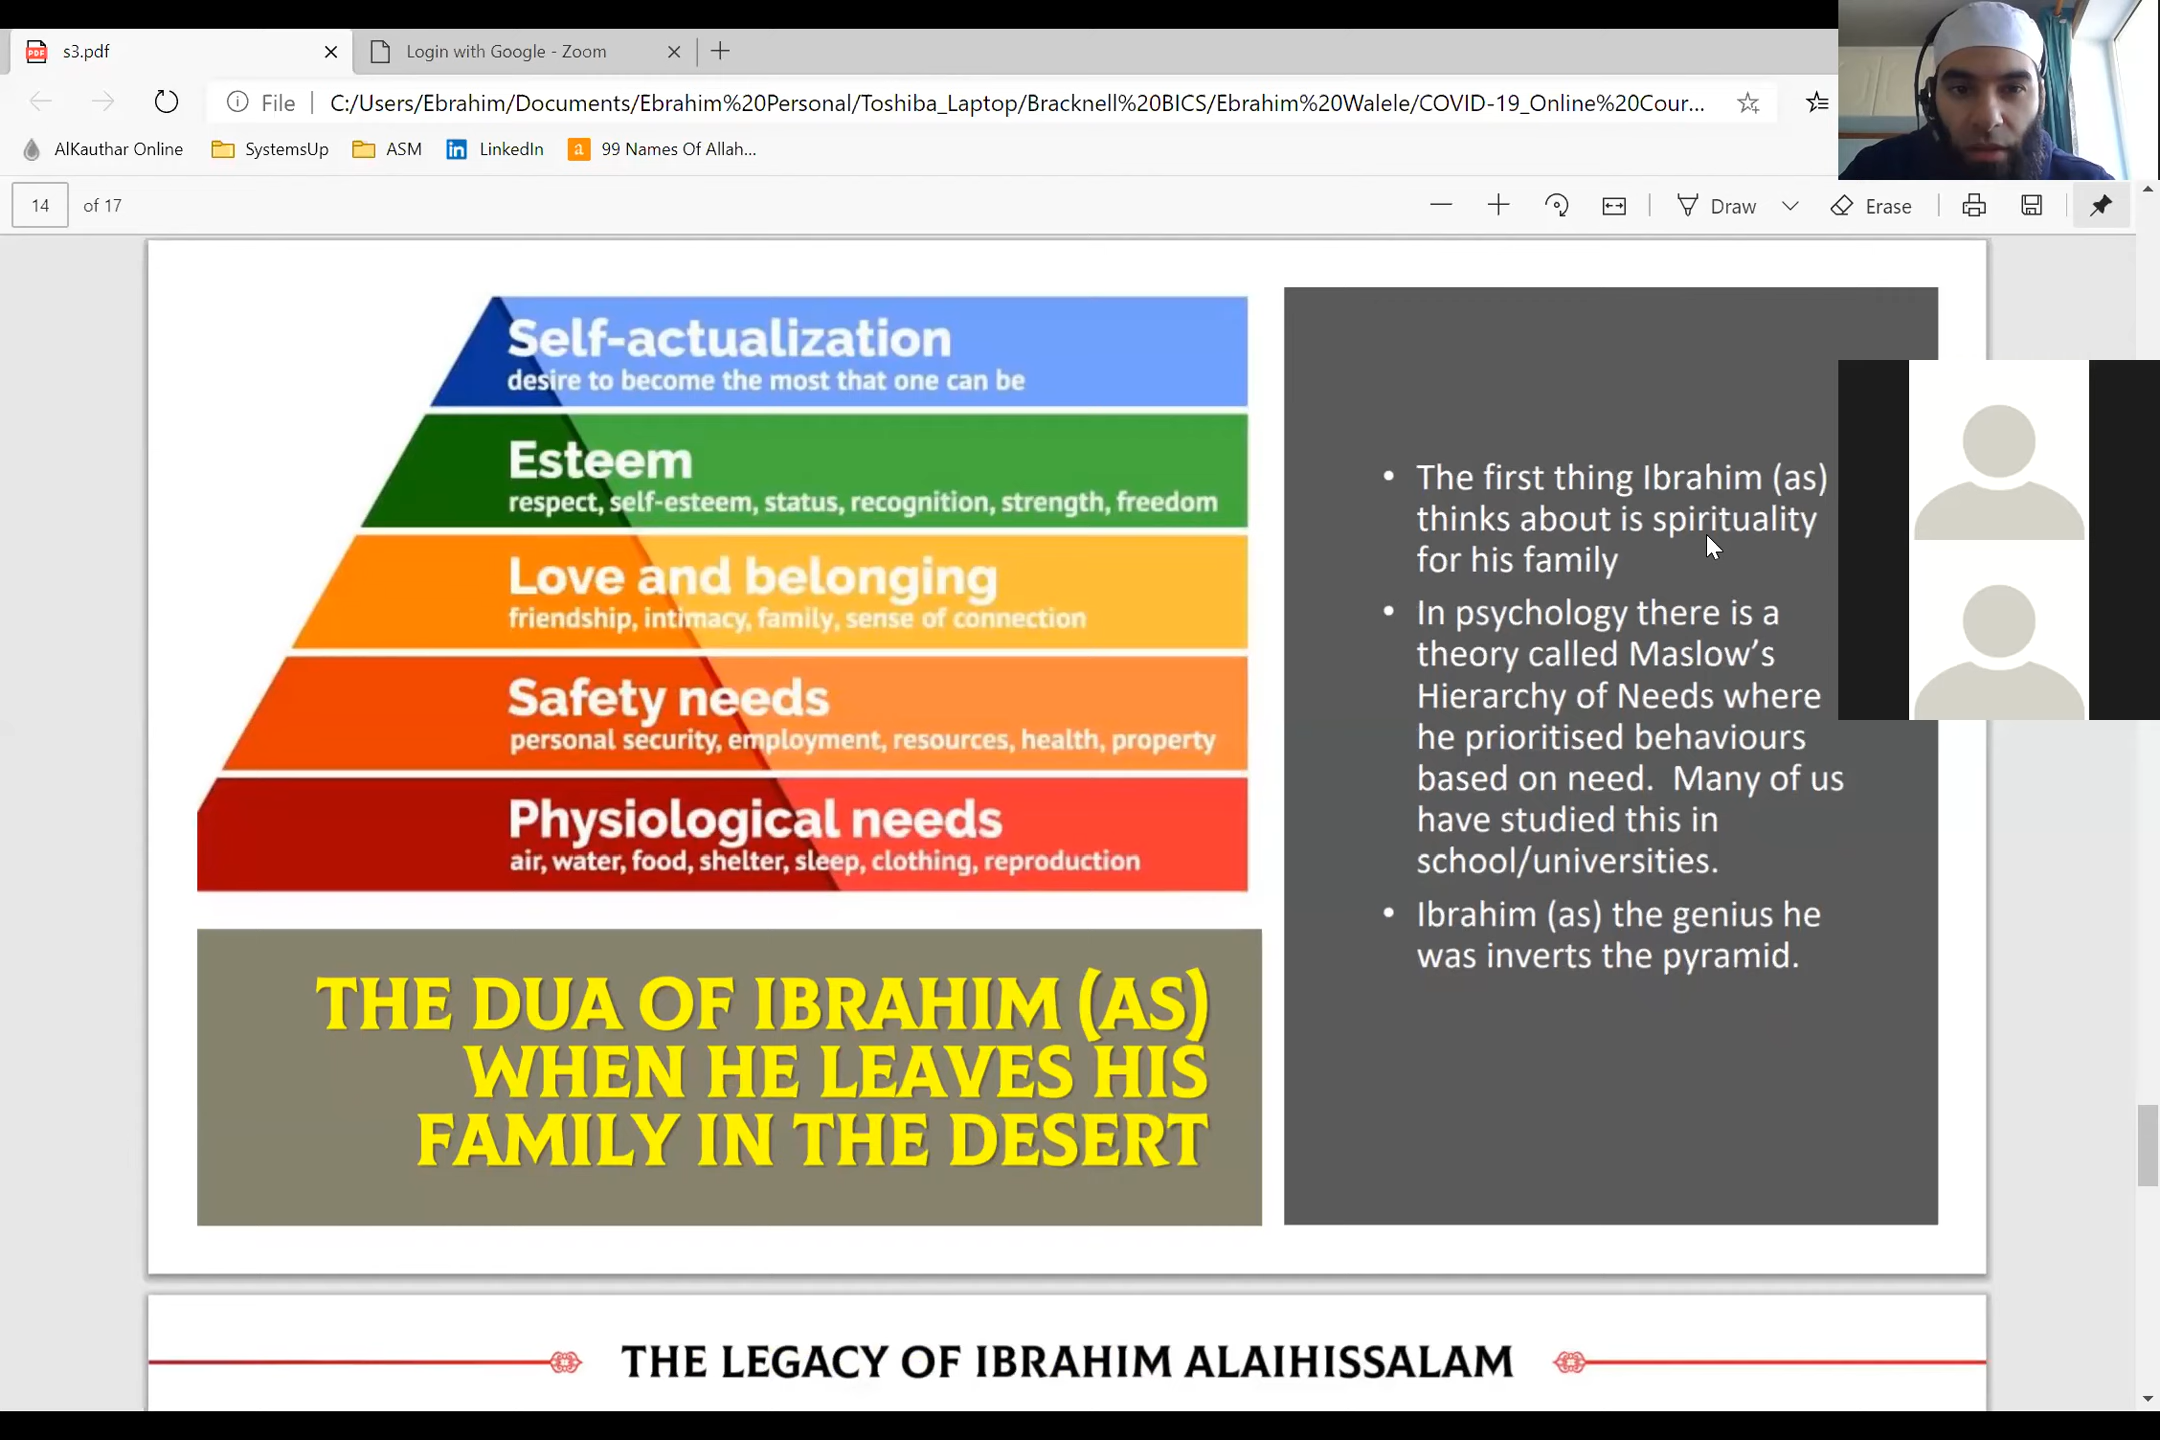 s3.pdf
Login with Google - Zoom
File
C:/Users/Ebrahim/Documents/Ebrahim%20Personal/Toshiba_Laptop/Bracknell%20BICS/Ebrahim%20Walele/COVID-19_Online%20Cour...
AlKauthar Online
SystemsUp
ASM
LinkedIn
99 Names Of Allah...
14 of 17
Draw
Erase
Self-actualization
desire to become the most that one can be
Esteem
respect, self-esteem, status, recognition, strength, freedom
Love and belonging
friendship, intimacy, family, sense of connection
Safety needs
personal security, employment, resources, health, property
Physiological needs
air, water, food, shelter, sleep, clothing, reproduction
THE DUA OF IBRAHIM (AS)
WHEN HE LEAVES HIS
FAMILY IN THE DESERT
• The first thing Ibrahim (as)
thinks about is spirituality
for his family
• In psychology there is a
theory called Maslow’s
Hierarchy of Needs where
he prioritised behaviours
based on need.  Many of us
have studied this in
school/universities.
• Ibrahim (as) the genius he
was inverts the pyramid.
THE LEGACY OF IBRAHIM ALAIHISSALAM